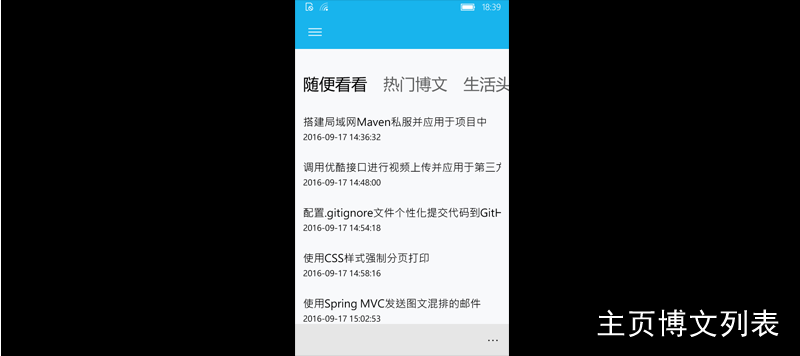 18:39
随便看看 热门博文 生活头
搭建局域网Maven私服并应用于项目中
2016-09-17 14:36:32
调用优酷接口进行视频上传并应用于第三方
2016-09-17 14:48:00
配置.gitignore文件个性化提交代码到GitH
2016-09-17 14:54:18
使用CSS样式强制分页打印
2016-09-17 14:58:16
使用Spring MVC发送图文混排的邮件
2016-09-17 15:02:53
...
主页博文列表